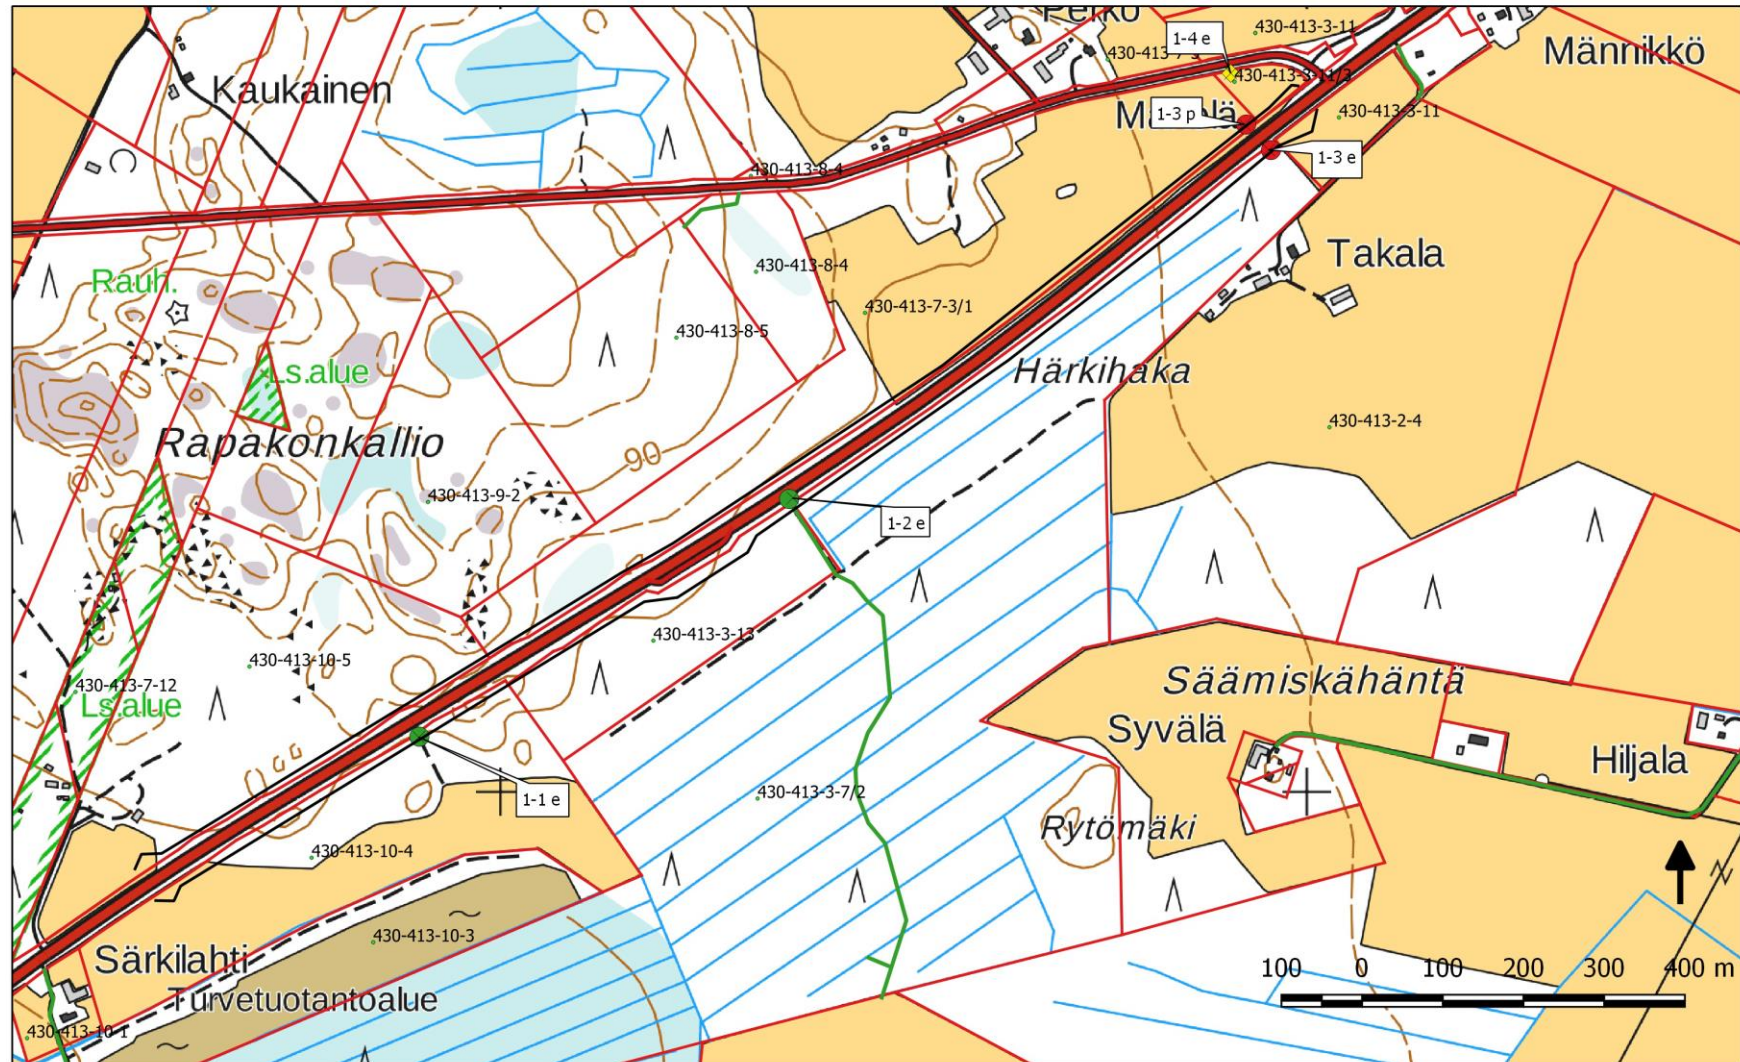 Perko
430-413-3-11
1-4 e
Männikkö
430-413-7-3
430-413-3-11/3
Kaukainen
1-3 p
430-413-3-11
1-3 e
430-413-8-4
Takala
Rauh.
430-413-8-4
430-413-7-3/1
430-413-8-5
Ls.alue
Härkihaka
430-413-2-4
Rapakonkallio
90
430-413-9-2
1-2 e
430-413-3-13
430-413-10-5
430-413-7-12
Ls.alue
Säämiskähäntä
Syvälä
Hiljala
1-1 e
430-413-3-7/2
Rytömäki
430-413-10-4
N
430-413-10-3
Särkilahti
Turvetuotantoalue
100 0 100 200 300 400 m
430-413-10-1